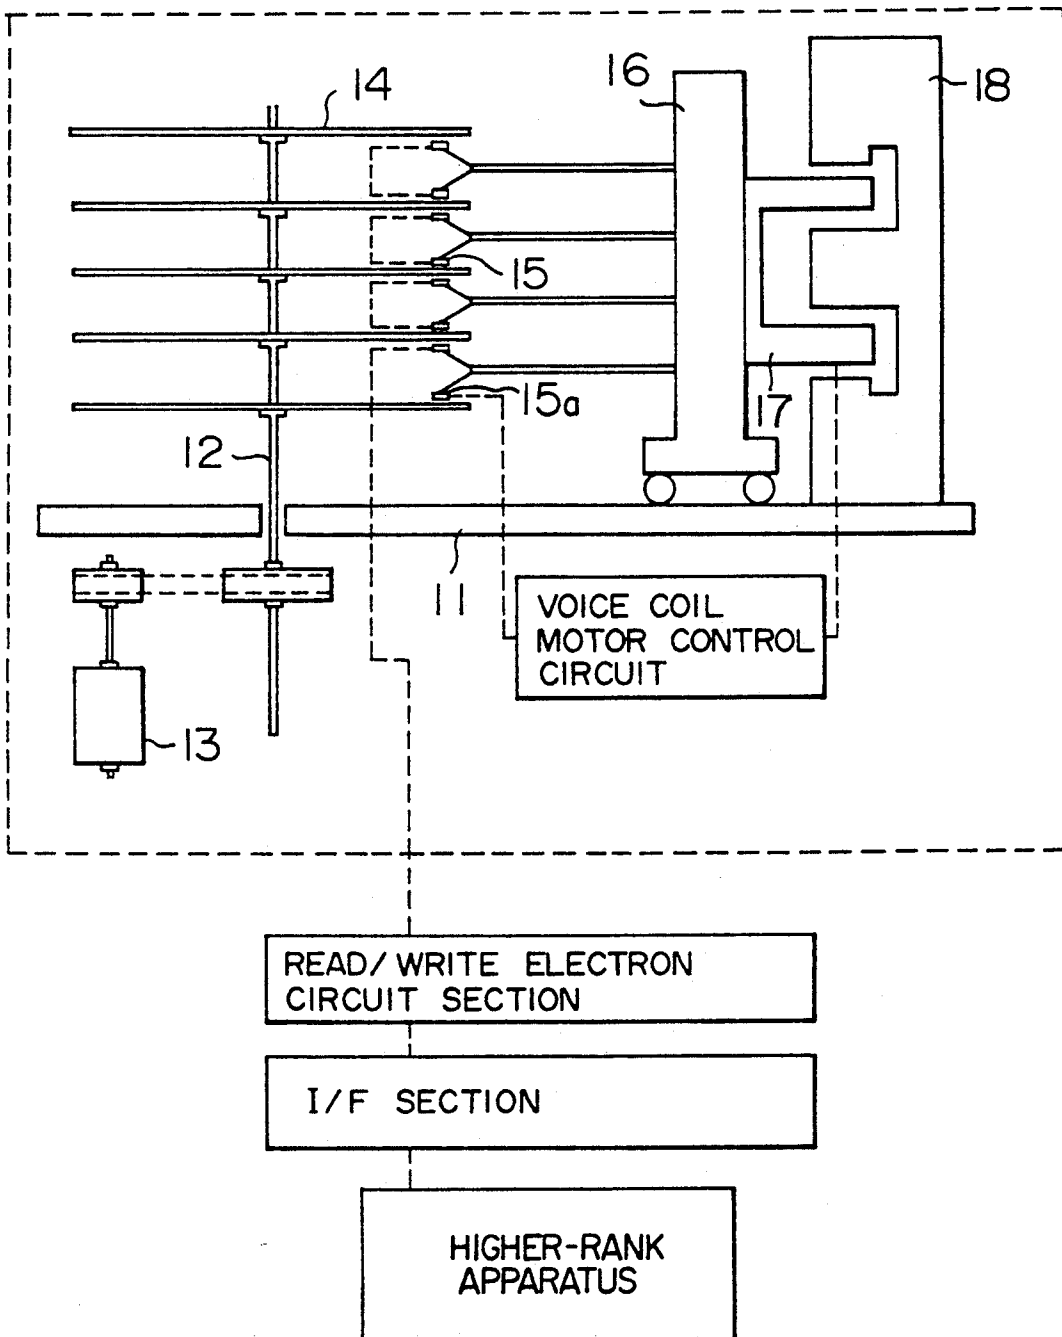 14
16
18
15
15a
17
12
11
VOICE COIL
MOTOR CONTROL
CIRCUIT
13
READ/WRITE ELECTRON
CIRCUIT SECTION
I/F SECTION
HIGHER-RANK
APPARATUS